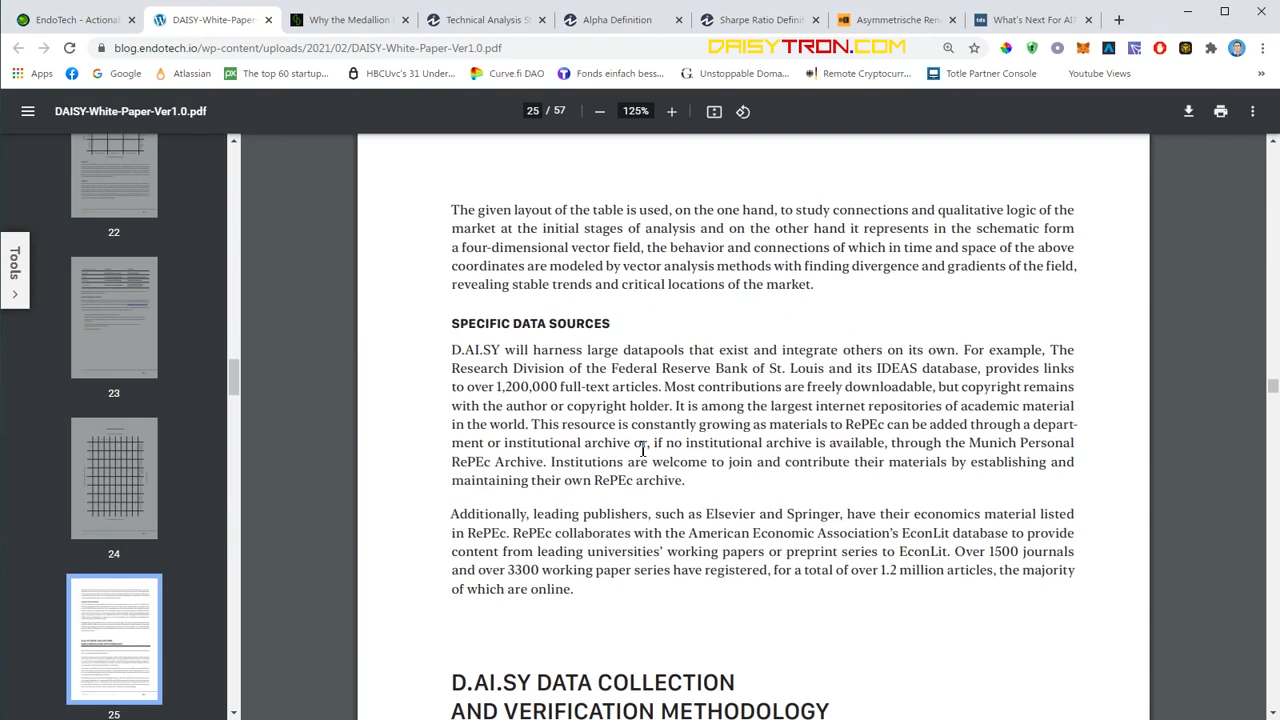 EndoTech - Actional
DAISY-White-Paper-
Why the Medallion
Technical Analysis S
Alpha Definition
Sharpe Ratio Defini
Asymmetrische Ren
What's Next For AI?
blog.endotech.io/wp-content/uploads/2021/02/DAISY-White-Paper-Ver1.0.pdf
DAISYTRON.COM
Apps
Google
Atlassian
The top 60 startup...
HBCUvc's 31 Under...
Curve.fi DAO
Fonds einfach bess...
Unstoppable Doma...
Remote Cryptocurr...
Totle Partner Console
Youtube Views
»
DAISY-White-Paper-Ver1.0.pdf
25 / 57
125%
Tools
22
23
24
25
The given layout of the table is used, on the one hand, to study connections and qualitative logic of the
market at the initial stages of analysis and on the other hand it represents in the schematic form
a four-dimensional vector field, the behavior and connections of which in time and space of the above
coordinates are modeled by vector analysis methods with finding divergence and gradients of the field,
revealing stable trends and critical locations of the market.
SPECIFIC DATA SOURCES
D.AI.SY will harness large datapools that exist and integrate others on its own. For example, The
Research Division of the Federal Reserve Bank of St. Louis and its IDEAS database, provides links
to over 1,200,000 full-text articles. Most contributions are freely downloadable, but copyright remains
with the author or copyright holder. It is among the largest internet repositories of academic material
in the world. This resource is constantly growing as materials to RePEc can be added through a depart-
ment or institutional archive or, if no institutional archive is available, through the Munich Personal
RePEc Archive. Institutions are welcome to join and contribute their materials by establishing and
maintaining their own RePEc archive.
Additionally, leading publishers, such as Elsevier and Springer, have their economics material listed
in RePEc. RePEc collaborates with the American Economic Association's EconLit database to provide
content from leading universities' working papers or preprint series to EconLit. Over 1500 journals
and over 3300 working paper series have registered, for a total of over 1.2 million articles, the majority
of which are online.
D.AI.SY DATA COLLECTION
AND VERIFICATION METHODOLOGY